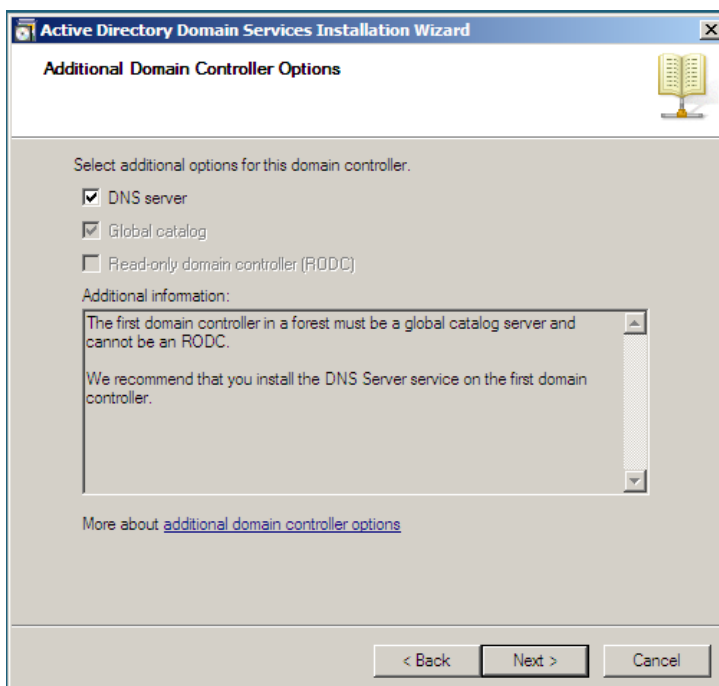 Active Directory Domain Services Installation Wizard
Additional Domain Controller Options
Select additional options for this domain controller.
DNS server
Global catalog
Read-only domain controller (RODC)
Additional information:
The first domain controller in a forest must be a global catalog server and
cannot be an RODC.
We recommend that you install the DNS Server service on the first domain
controller.
More about additional domain controller options
< Back
Next >
Cancel